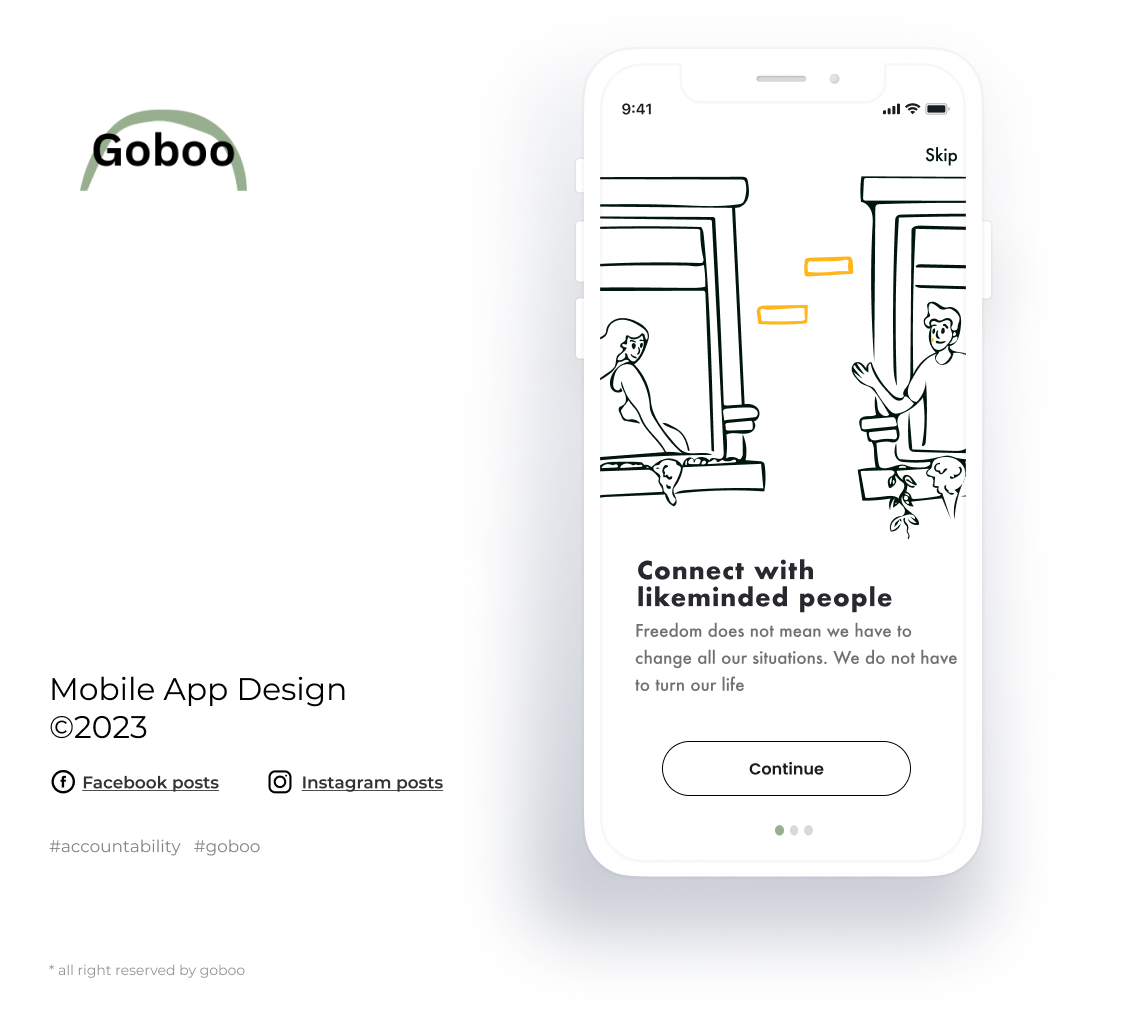 Goboo
Mobile App Design
©2023
Facebook posts
Instagram posts
#accountability #goboo
* all right reserved by goboo
9:41
Skip
Connect with
likeminded people
Freedom does not mean we have to
change all our situations. We do not have
to turn our life
Continue